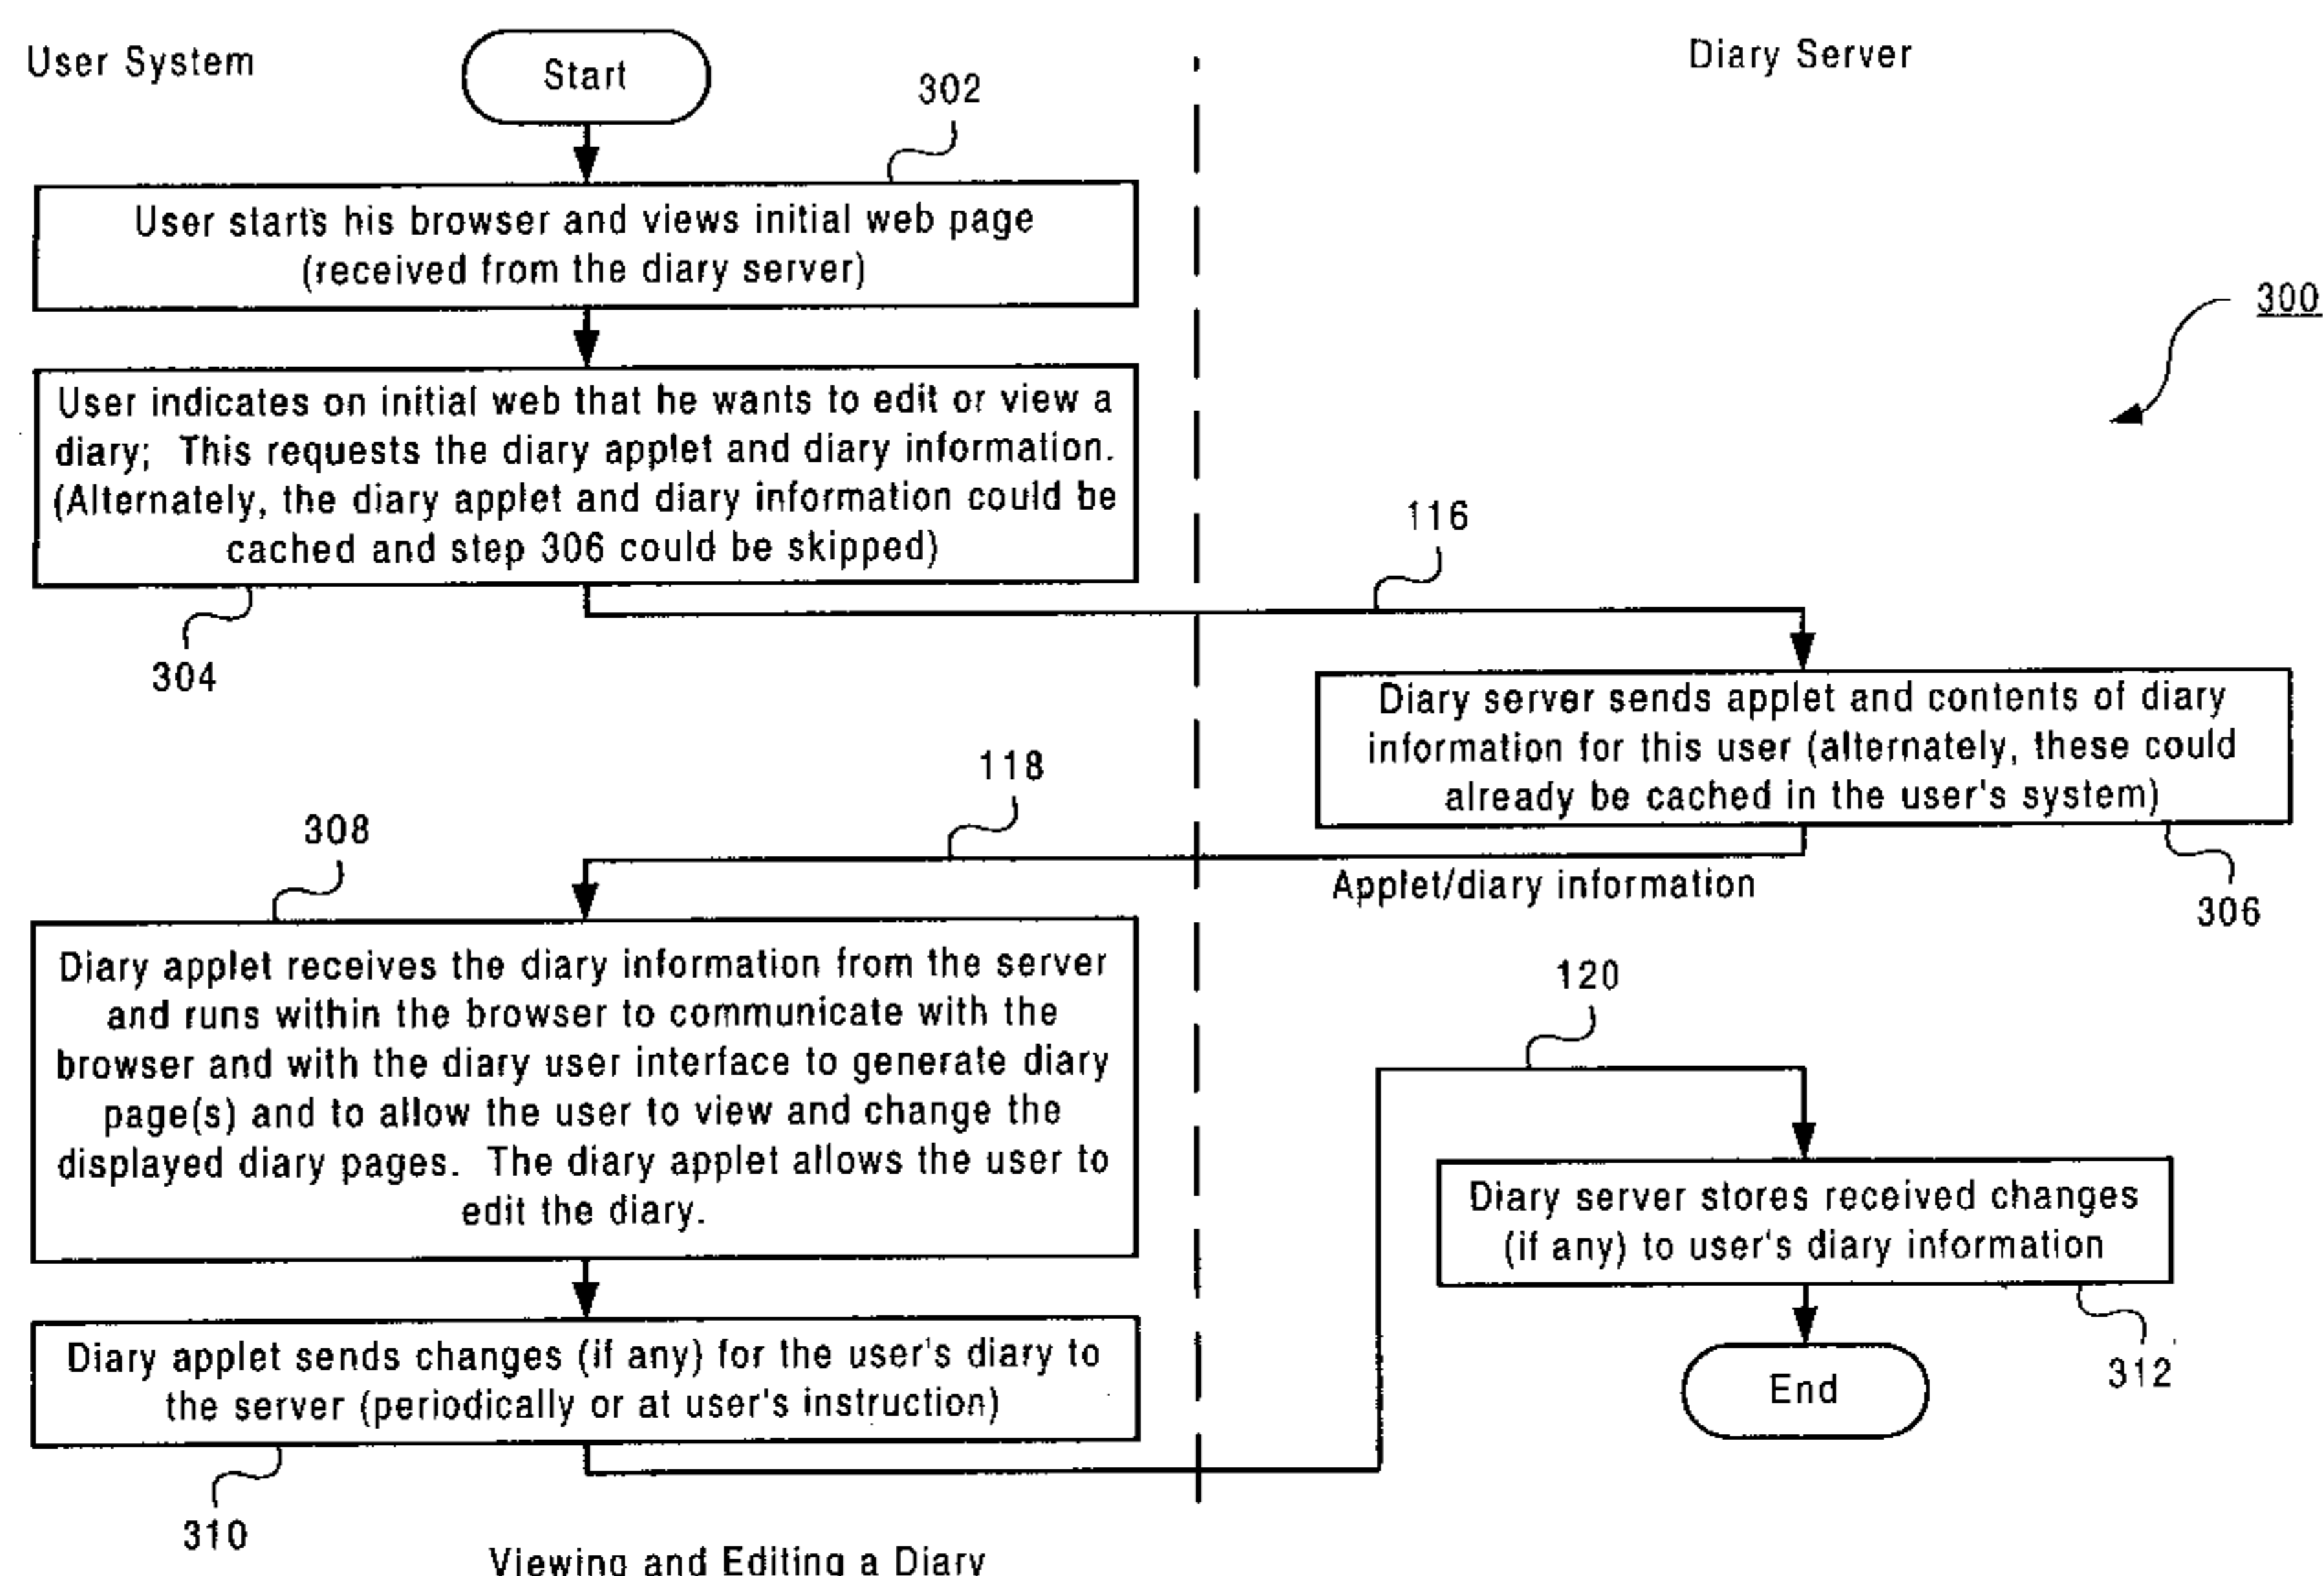 User System
Start
Diary Server
302
User starts his browser and views initial web page
(received from the diary server)
300
User indicates on initial web that he wants to edit or view a
diary; This requests the diary applet and diary information.
(Alternately, the diary applet and diary information could be
cached and step 306 could be skipped)
304
116
Diary server sends applet and contents of diary
information for this user (alternately, these could
already be cached in the user's system)
306
118
Applet/diary information
308
Diary applet receives the diary information from the server
and runs within the browser to communicate with the
browser and with the diary user interface to generate diary
page(s) and to allow the user to view and change the
displayed diary pages. The diary applet allows the user to
edit the diary.
Diary applet sends changes (if any) for the user's diary to
the server (periodically or at user's instruction)
310
120
Diary server stores received changes
(if any) to user's diary information
312
End
Viewing and Editing a Diary